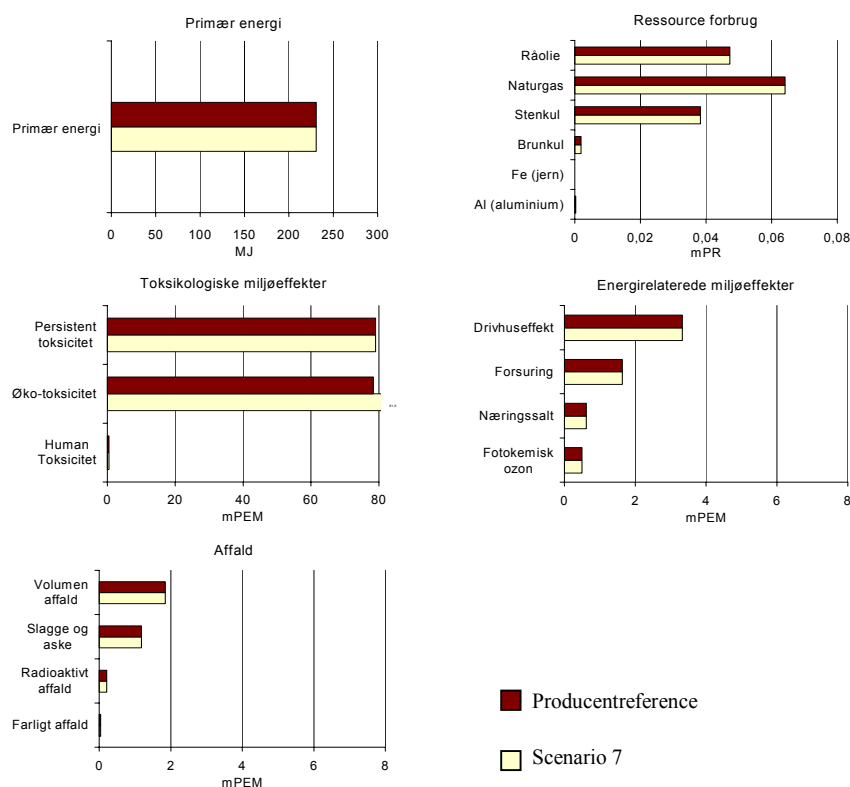 Primær energi
Primær energi
0 50 100 150 200 250 300
MJ
Ressource forbrug
Råolie
Naturgas
Stenkul
Brunkul
Fe (jern)
Al (aluminium)
0 0,02 0,04 0,06 0,08
mPR
Toksikologiske miljøeffekter
Persistent
toksicitet
Øko-toksicitet
Human
Toksicitet
0 20 40 60 80
mPEM
Energirelaterede miljøeffekter
Drivhuseffekt
Forsuring
Næringssalt
Fotokemisk
ozon
0 2 4 6 8
mPEM
Affald
Volumen
affald
Slagge og
aske
Radioaktivt
affald
Farligt affald
0 2 4 6 8
mPEM
Producentreference
Scenario 7